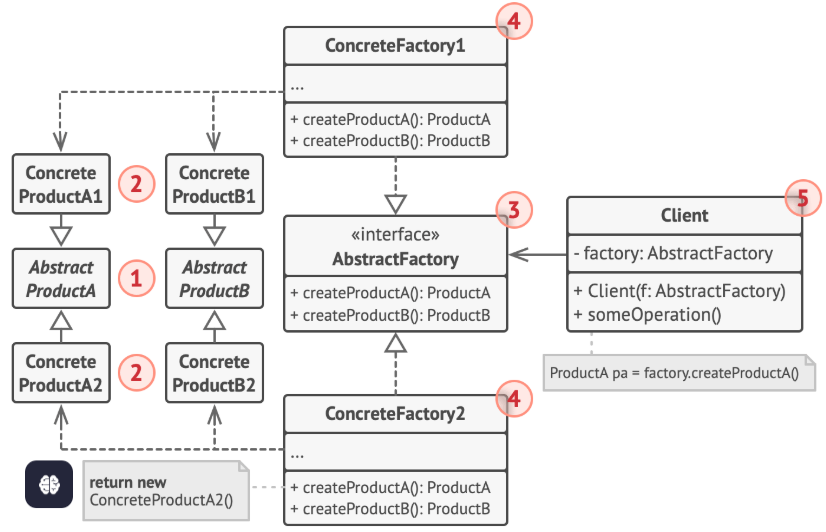 4
ConcreteFactory1
...
+ createProductA(): ProductA
+ createProductB(): ProductB
Concrete
ProductA1
2
Concrete
ProductB1
3
«interface»
AbstractFactory
+ createProductA(): ProductA
+ createProductB(): ProductB
5
Client
- factory: AbstractFactory
+ Client(f: AbstractFactory)
+ someOperation()
Abstract
ProductA
1
Abstract
ProductB
Concrete
ProductA2
2
Concrete
ProductB2
ProductA pa = factory.createProductA()
4
ConcreteFactory2
...
+ createProductA(): ProductA
+ createProductB(): ProductB
return new
ConcreteProductA2()